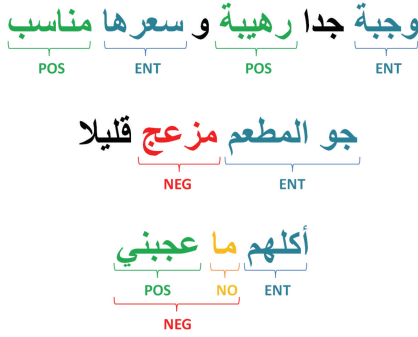 وجبة جدا رهيبة و سعرها مناسب
ENT POS ENT POS
جو المطعم مزعج قليلا
ENT NEG
أكلهم ما عجبني
ENT NO POS
NEG